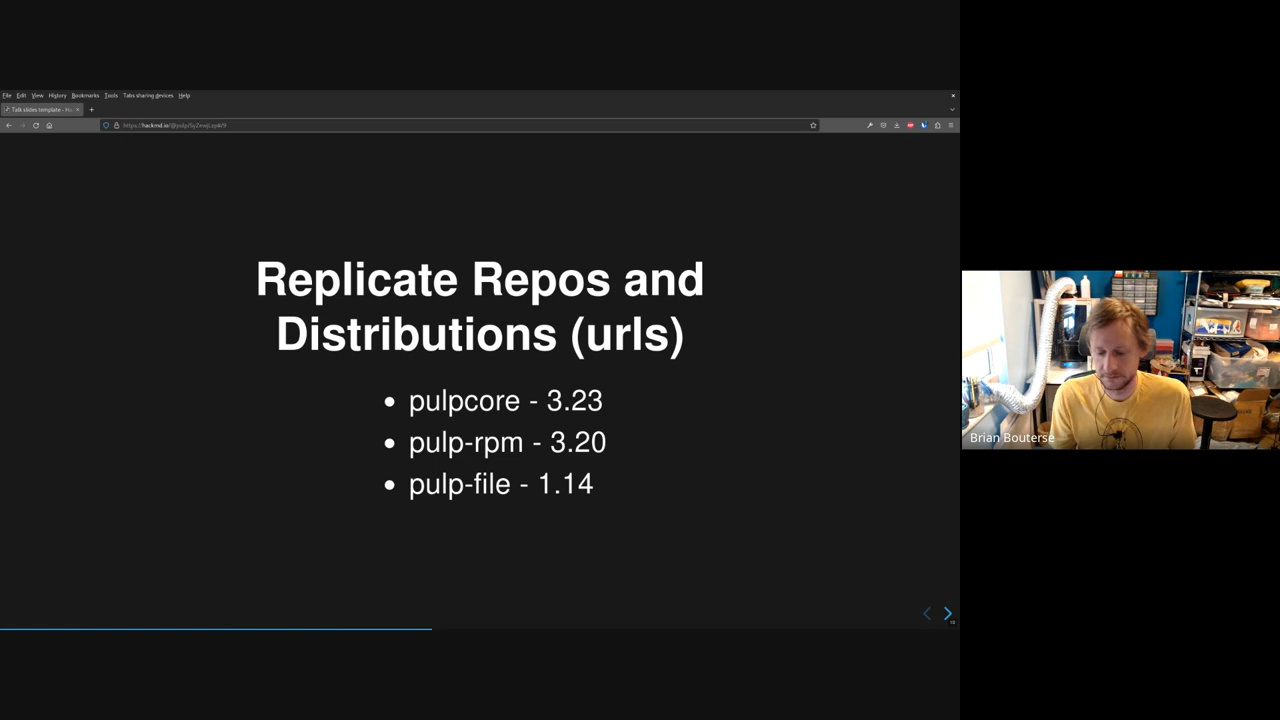 File Edit View History Bookmarks Tools Tabs sharing devices Help
Talk slides template - Ha
Replicate Repos and
Distributions (urls)
pulpcore - 3.23
pulp-rpm - 3.20
pulp-file - 1.14
Brian Bouterse